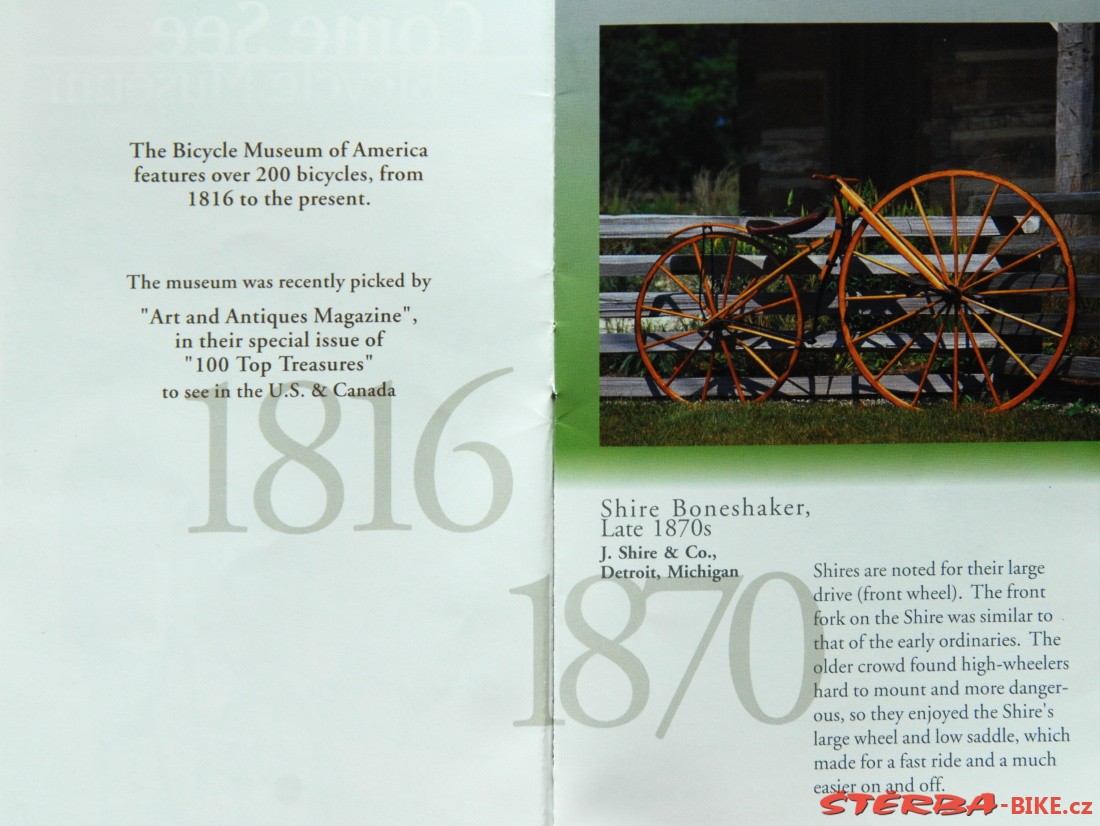 Come See
Bicycle Museum
The Bicycle Museum of America
features over 200 bicycles, from
1816 to the present.
The museum was recently picked by
"Art and Antiques Magazine",
in their special issue of
"100 Top Treasures"
to see in the U.S. & Canada
1816
1870
Shire Boneshaker,
Late 1870s
J. Shire & Co.,
Detroit, Michigan
Shires are noted for their large
drive (front wheel). The front
fork on the Shire was similar to
that of the early ordinaries. The
older crowd found high-wheelers
hard to mount and more danger-
ous, so they enjoyed the Shire's
large wheel and low saddle, which
made for a fast ride and a much
easier on and off.
ŠTĚRBA-BIKE.cz